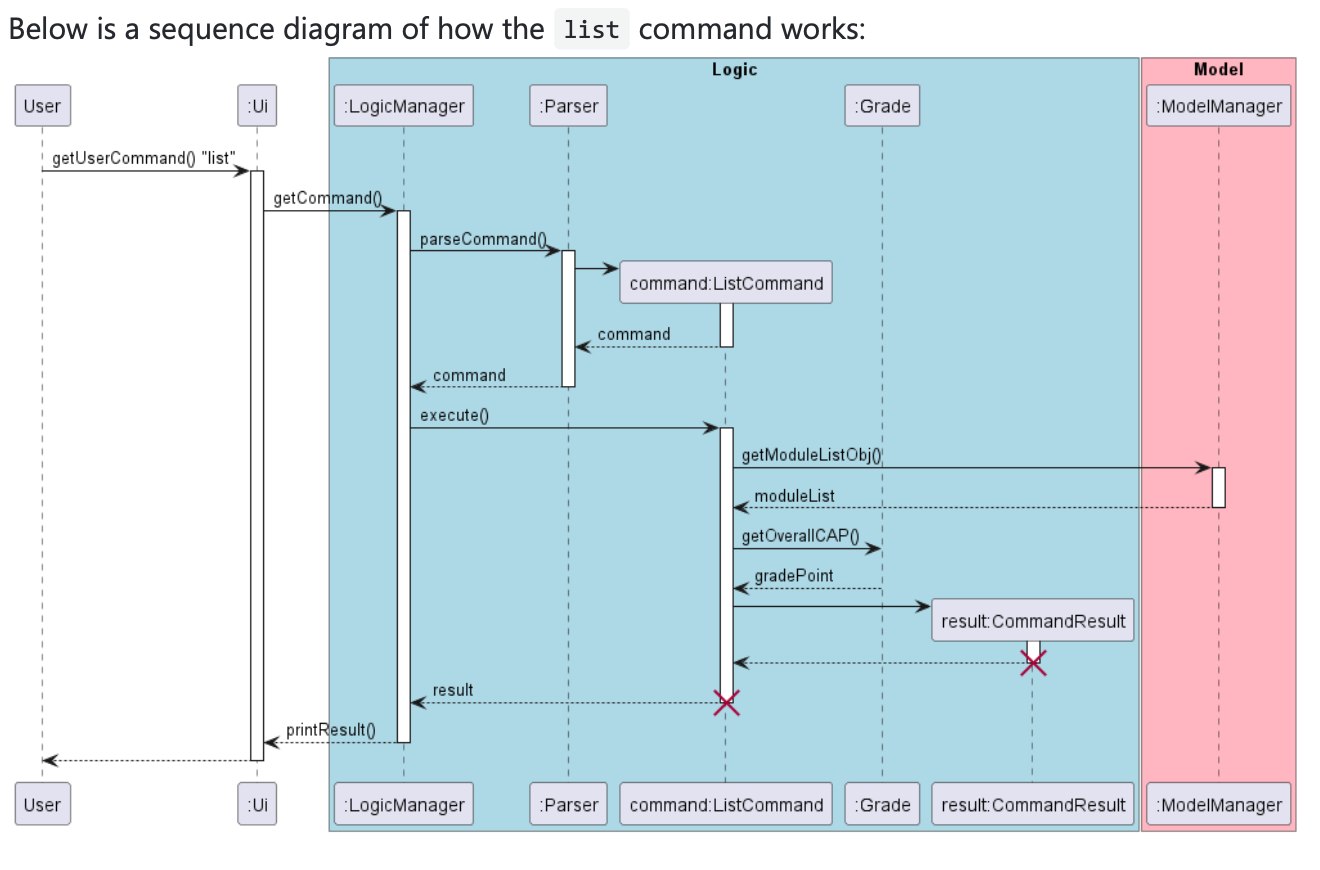 Below is a sequence diagram of how the list command works:
Logic
Model
User
:Ui
:LogicManager
:Parser
:Grade
:ModelManager
getUserCommand() "list"
getCommand()
parseCommand()
command:ListCommand
command
command
execute()
getModuleListObj()
moduleList
getOverallCAP()
gradePoint
result:CommandResult
result
printResult()
User
:Ui
:LogicManager
:Parser
command:ListCommand
:Grade
result:CommandResult
:ModelManager